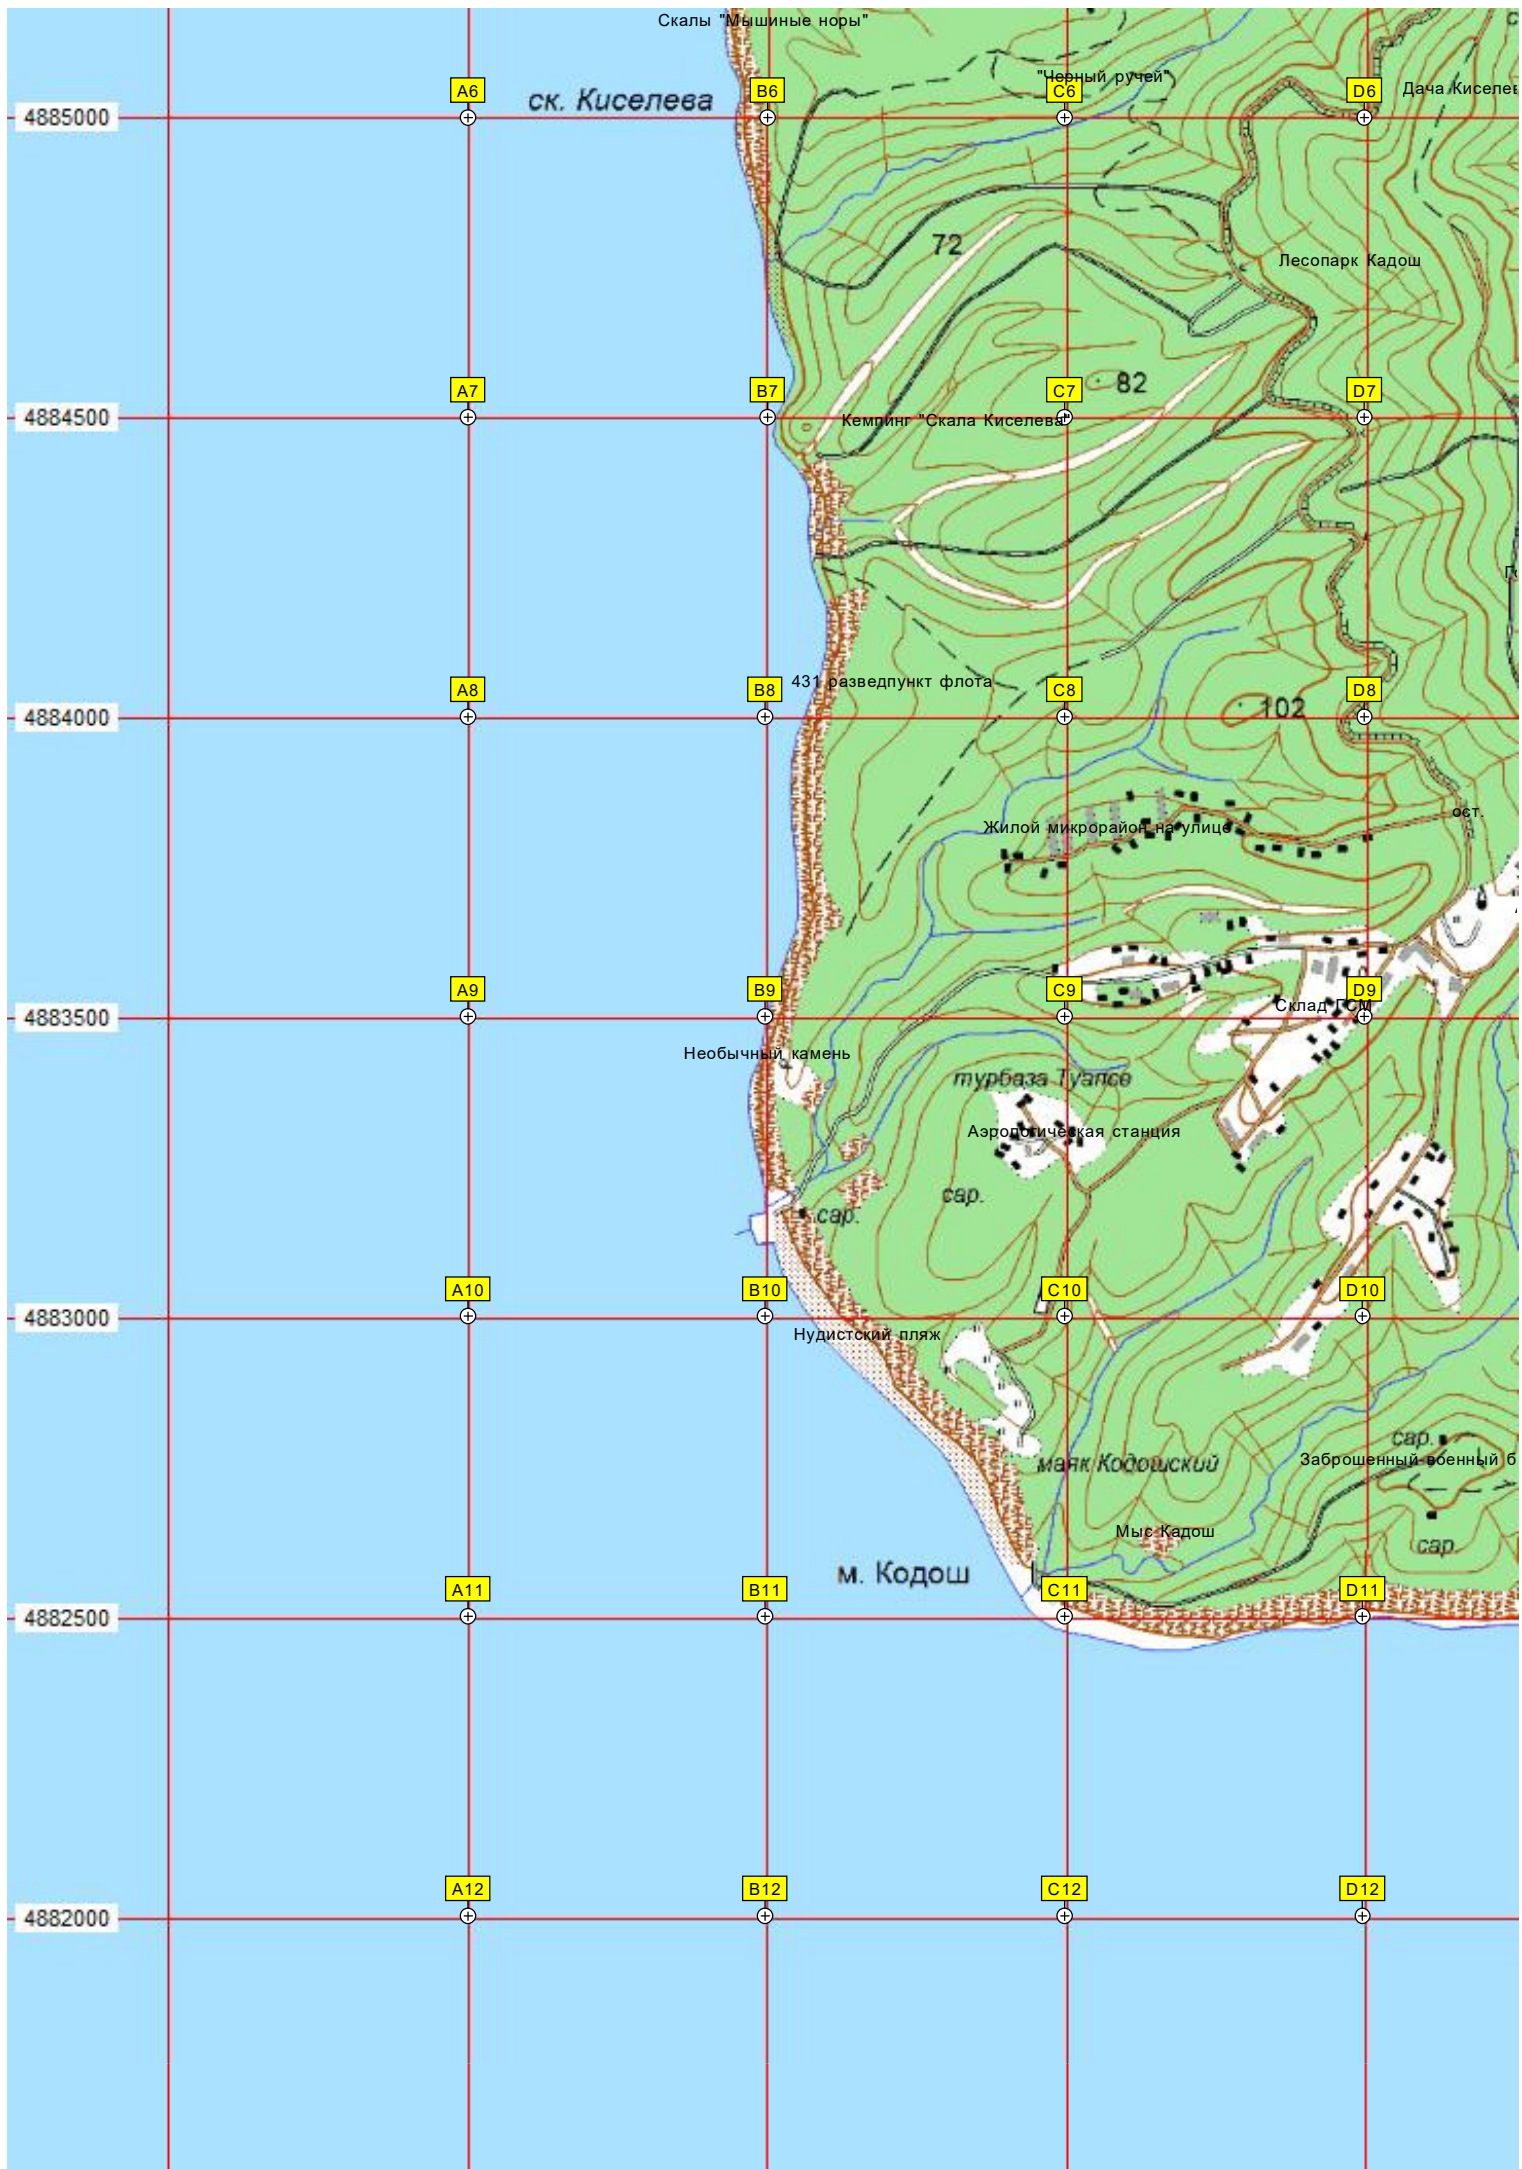 Скалы "Мышиные норы"
"Черный ручей"
Дача
A6
B6
C6
D6
ск. Киселева
4885000
72
Лесопарк Кадош
A7
B7
C7
82
D7
4884500
Кемпинг "Скала Киселева"
431 разведпункт флота
A8
B8
C8
102
D8
4884000
ост.
Жилой микрорайон на улице
A9
B9
C9
D9
4883500
Склад ГСМ
Необычный камень
турбаза Туапсе
Аэрологическая станция
сар.
сар.
A10
B10
C10
D10
4883000
Нудистский пляж
сар.
маяк Кодошский
Заброшенный военный
Мыс Кадош
сар.
м. Кодош
A11
B11
C11
D11
4882500
A12
B12
C12
D12
4882000